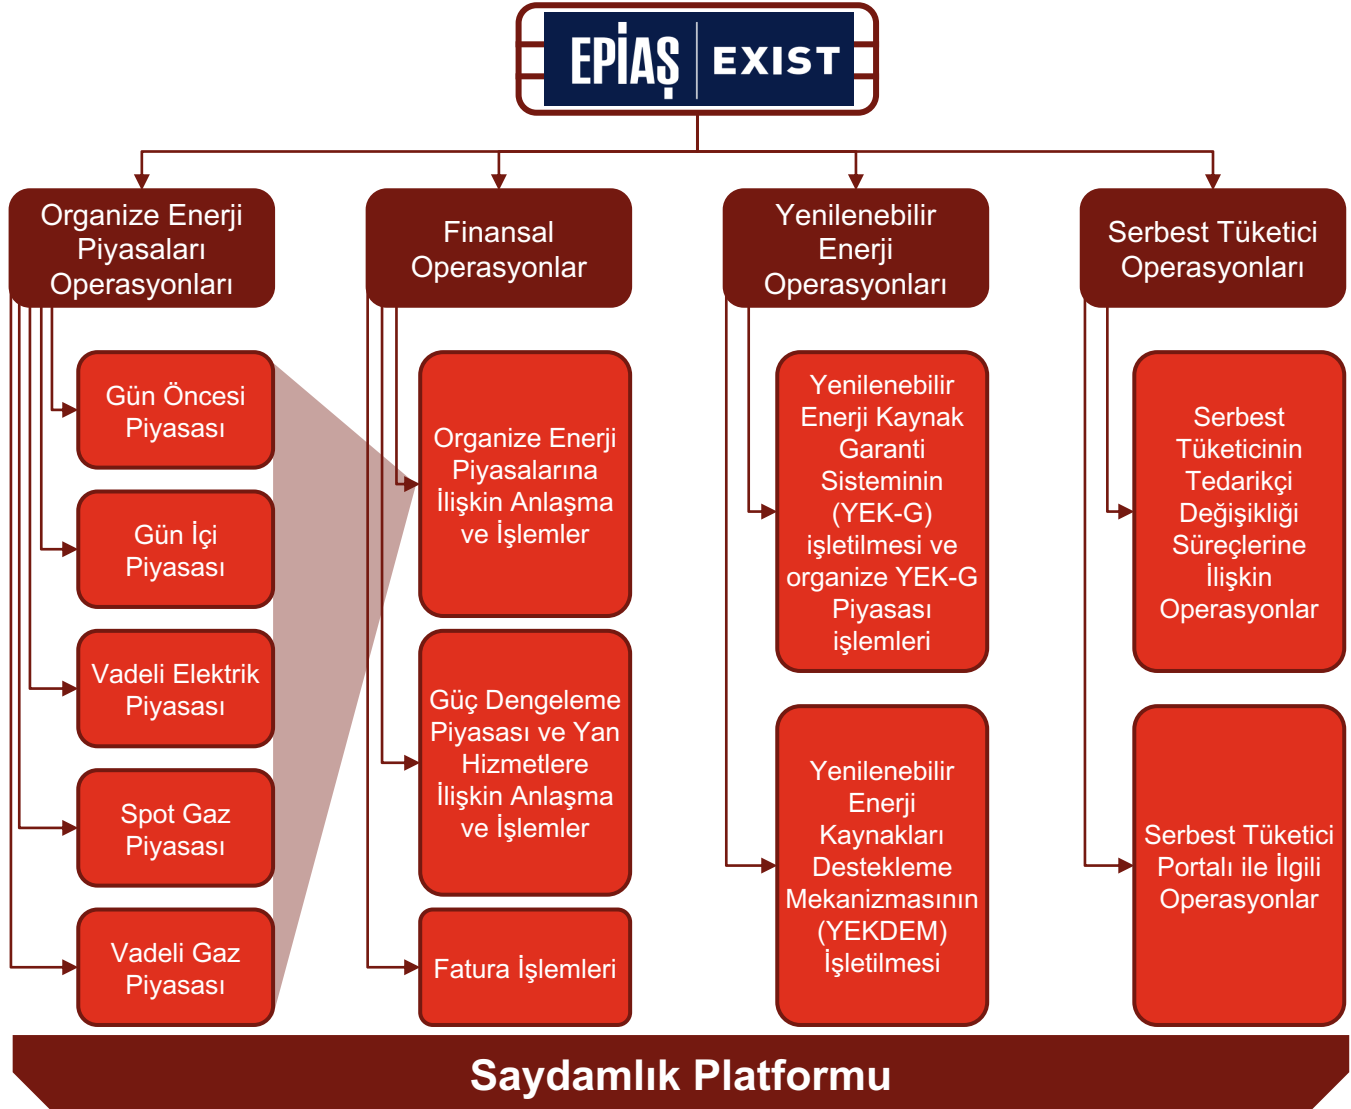 EPİAŞ EXIST
Organize Enerji
Piyasaları
Operasyonları
Gün Öncesi
Piyasası
Gün İçi
Piyasası
Vadeli Elektrik
Piyasası
Spot Gaz
Piyasası
Vadeli Gaz
Piyasası
Finansal
Operasyonlar
Organize Enerji
Piyasalarına
İlişkin Anlaşma
ve İşlemler
Güç Dengeleme
Piyasası ve Yan
Hizmetlere
İlişkin Anlaşma
ve İşlemler
Fatura İşlemleri
Yenilenebilir
Enerji
Operasyonları
Yenilenebilir
Enerji Kaynak
Garanti
Sisteminin
(YEK-G)
işletilmesi ve
organize YEK-G
Piyasası
işlemleri
Yenilenebilir
Enerji
Kaynakları
Destekleme
Mekanizmasının
(YEKDEM)
İşletilmesi
Serbest Tüketici
Operasyonları
Serbest
Tüketicinin
Tedarikçi
Değişikliği
Süreçlerine
İlişkin
Operasyonlar
Serbest Tüketici
Portalı ile İlgili
Operasyonlar
Saydamlık Platformu